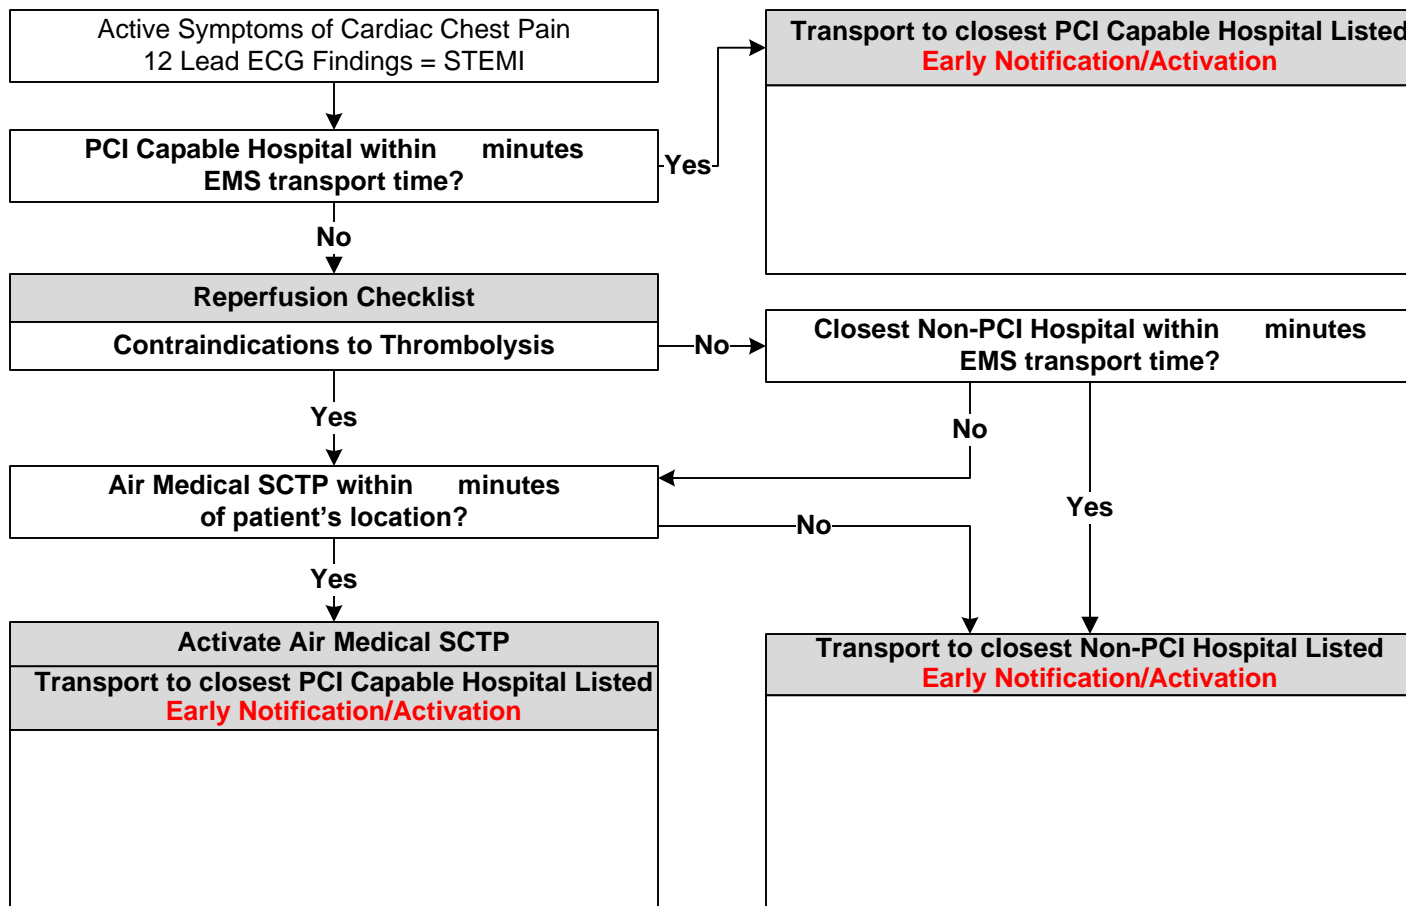 Active Symptoms of Cardiac Chest Pain
12 Lead ECG Findings = STEMI
Transport to closest PCI Capable Hospital Listed
Early Notification/Activation
PCI Capable Hospital within minutes
EMS transport time?
Yes
No
Reperfusion Checklist
Contraindications to Thrombolysis
No
Closest Non-PCI Hospital within minutes
EMS transport time?
Yes
No
Air Medical SCTP within minutes
of patient's location?
Yes
No
Yes
Activate Air Medical SCTP
Transport to closest PCI Capable Hospital Listed
Early Notification/Activation
Transport to closest Non-PCI Hospital Listed
Early Notification/Activation